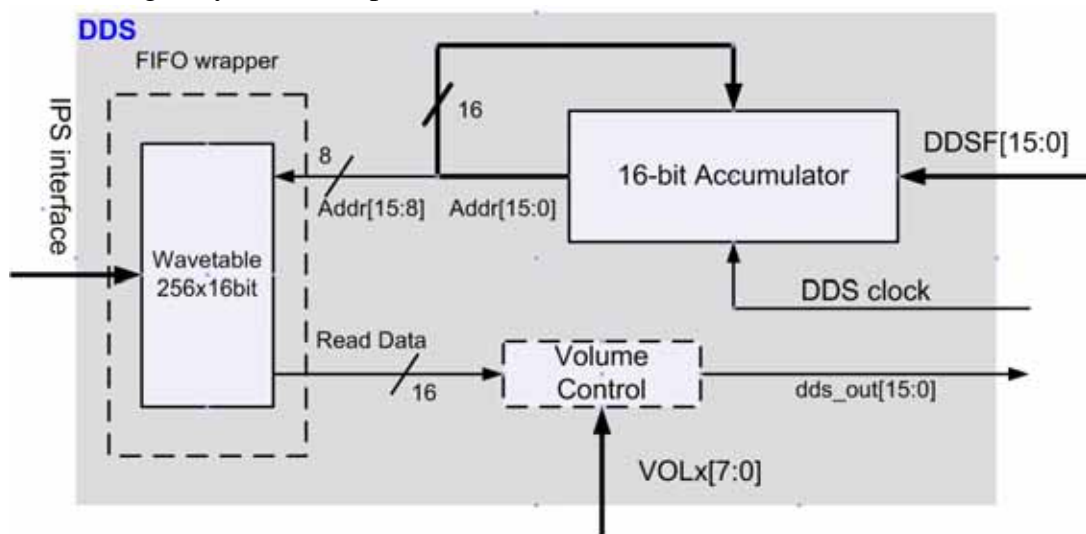 DDS
FIFO wrapper
IPS interface
16
8
Addr[15:8]
Addr[15:0]
16-bit Accumulator
DDSF[15:0]
Wavetable
256x16bit
DDS clock
Read Data
16
Volume
Control
dds_out[15:0]
VOLx[7:0]